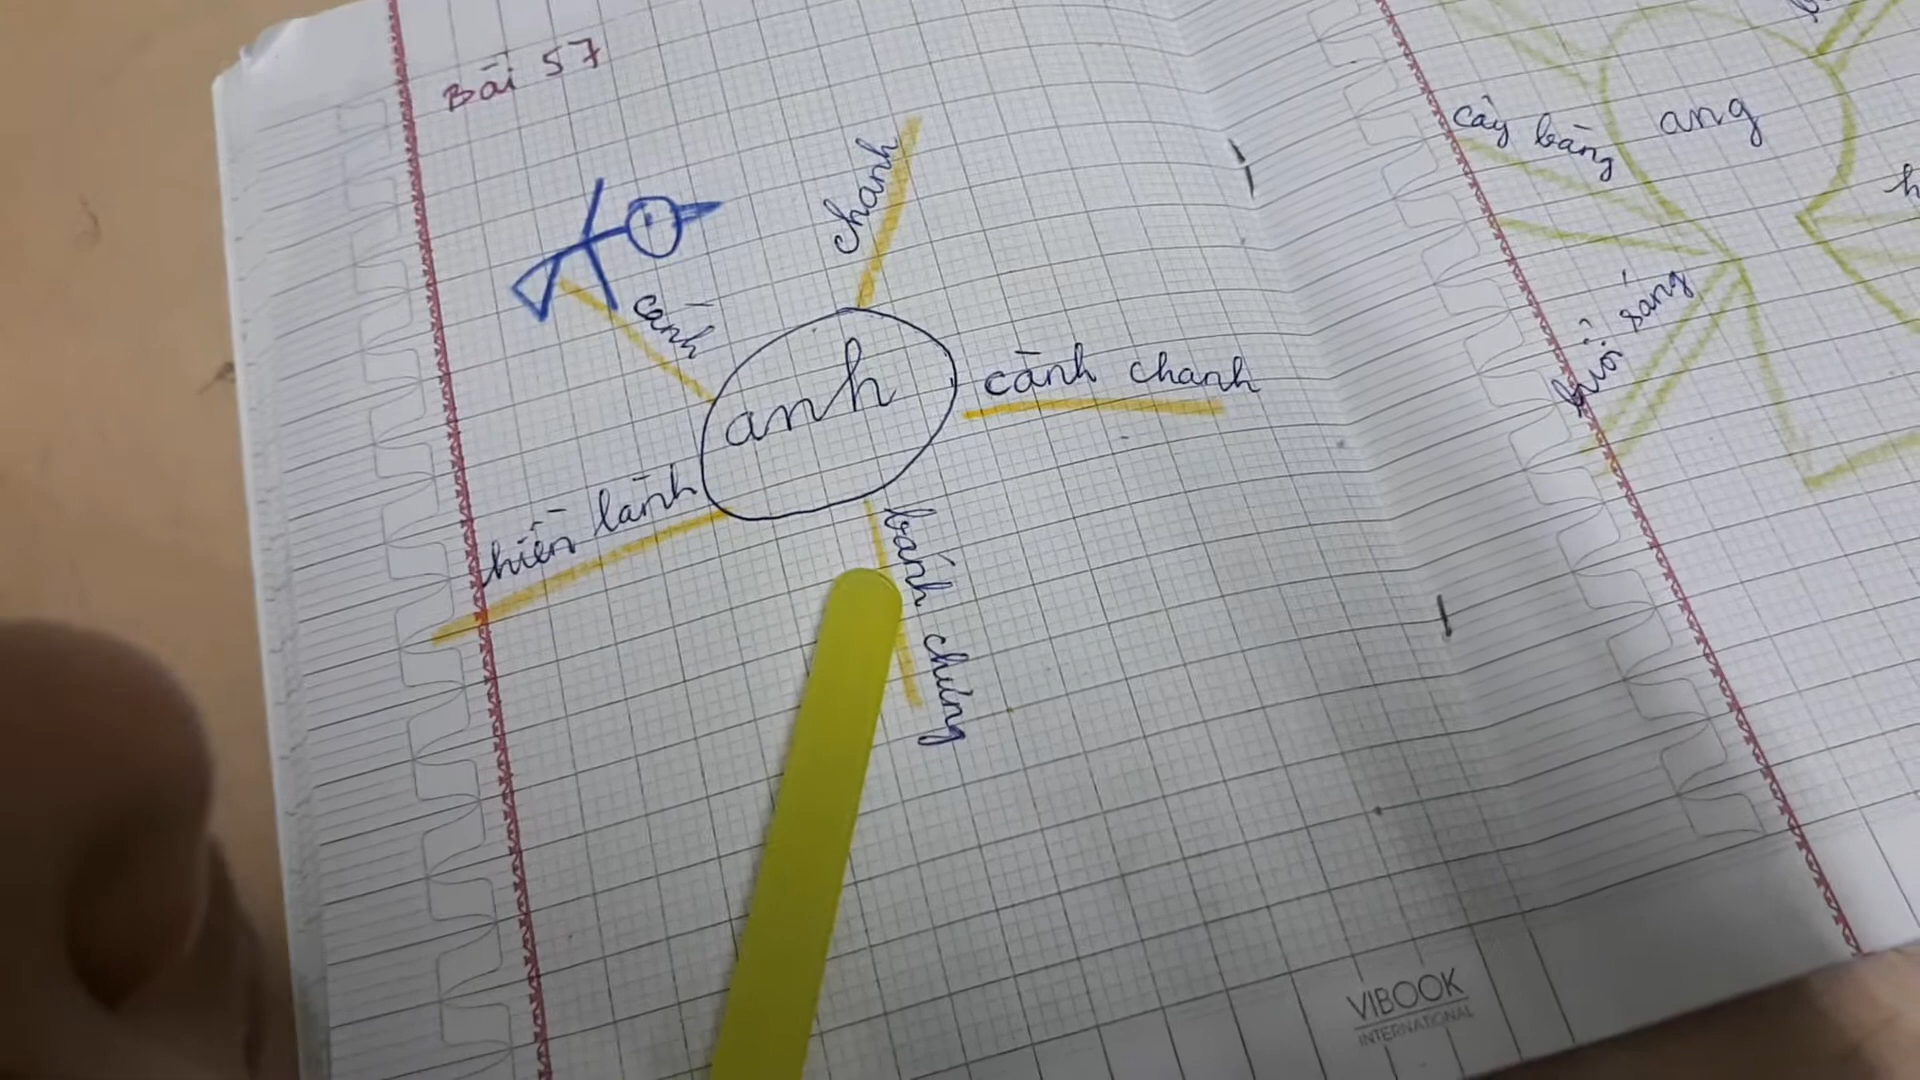 Bài 57
chanh
cánh
cành chanh
anh
hiền lành
bánh chưng
cây bàng
ang
buổi sáng
VIBOOK
INTERNATIONAL